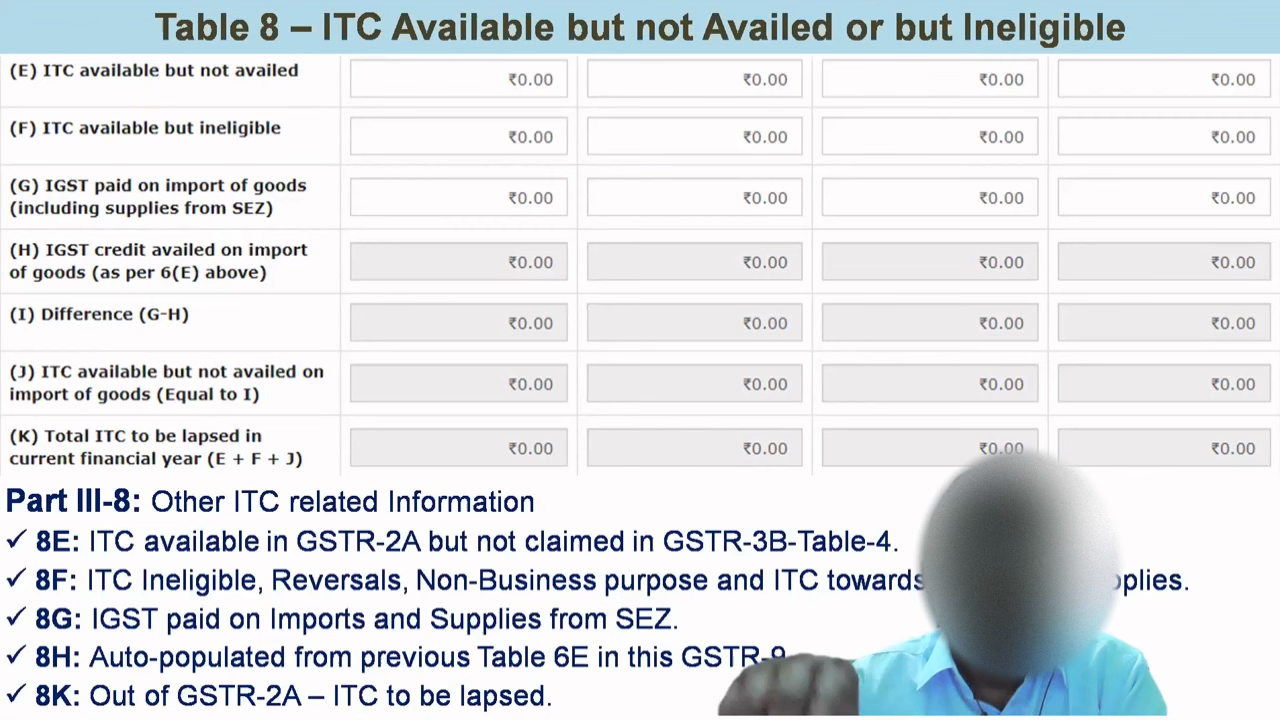 Table 8 – ITC Available but not Availed or but Ineligible
(E) ITC available but not availed ₹0.00 ₹0.00 ₹0.00 ₹0.00
(F) ITC available but ineligible ₹0.00 ₹0.00 ₹0.00 ₹0.00
(G) IGST paid on import of goods
(including supplies from SEZ) ₹0.00 ₹0.00 ₹0.00 ₹0.00
(H) IGST credit availed on import
of goods (as per 6(E) above) ₹0.00 ₹0.00 ₹0.00 ₹0.00
(I) Difference (G-H) ₹0.00 ₹0.00 ₹0.00 ₹0.00
(J) ITC available but not availed on
import of goods (Equal to I) ₹0.00 ₹0.00 ₹0.00 ₹0.00
(K) Total ITC to be lapsed in
current financial year (E + F + J) ₹0.00 ₹0.00 ₹0.00 ₹0.00
Part III-8: Other ITC related Information
✓ 8E: ITC available in GSTR-2A but not claimed in GSTR-3B-Table-4.
✓ 8F: ITC Ineligible, Reversals, Non-Business purpose and ITC towards
✓ 8G: IGST paid on Imports and Supplies from SEZ.
✓ 8H: Auto-populated from previous Table 6E in this GSTR-9
✓ 8K: Out of GSTR-2A – ITC to be lapsed.